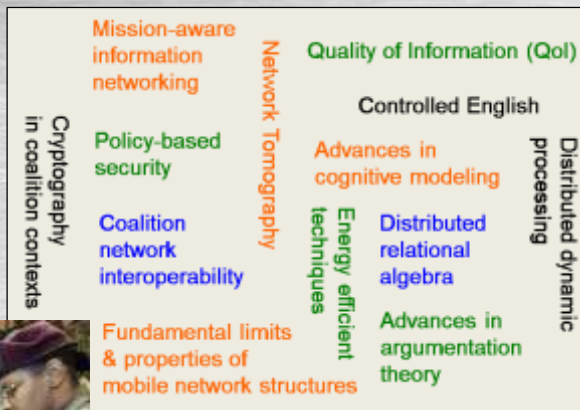 Mission-aware
information
networking
Network Tomography
Quality of Information (QoI)
Controlled English
Cryptography
in coalition contexts
Policy-based
security
Advances in
cognitive modeling
Distributed dynamic
processing
Coalition
network
interoperability
Energy efficient
techniques
Distributed
relational
algebra
Fundamental limits
& properties of
mobile network structures
Advances in
argumentation
theory